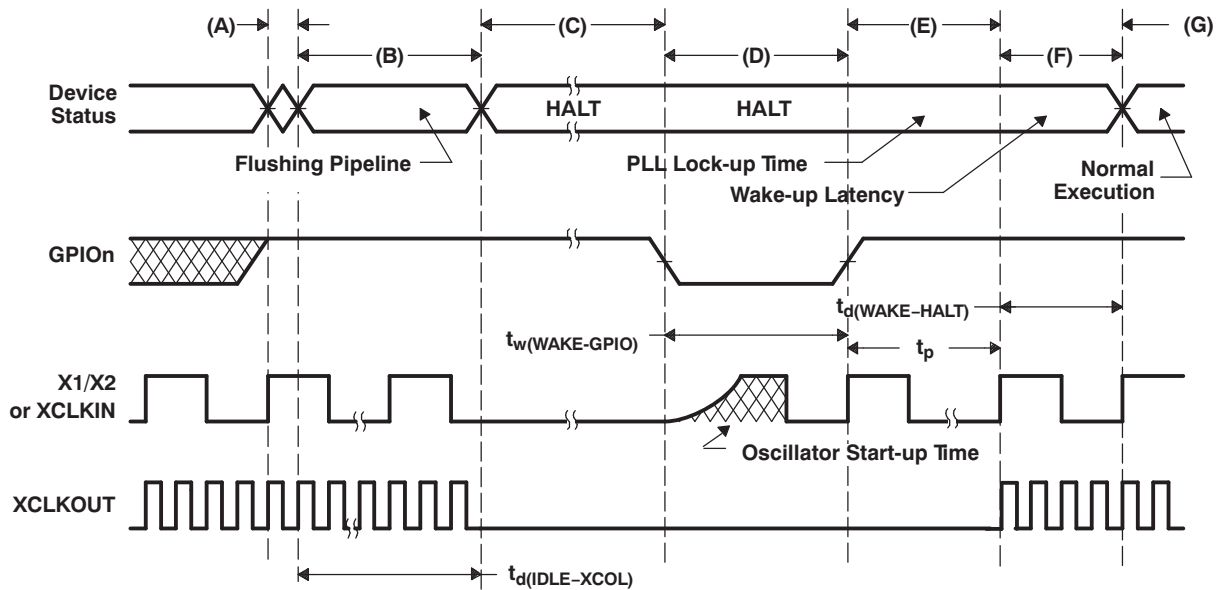 (A)
(B)
(C)
(D)
(E)
(F)
(G)
Device
Status
HALT
HALT
Flushing Pipeline
PLL Lock-up Time
Wake-up Latency
Normal
Execution
GPIOn
td(WAKE−HALT)
tw(WAKE-GPIO)
tp
X1/X2
or XCLKIN
Oscillator Start-up Time
XCLKOUT
td(IDLE−XCOL)